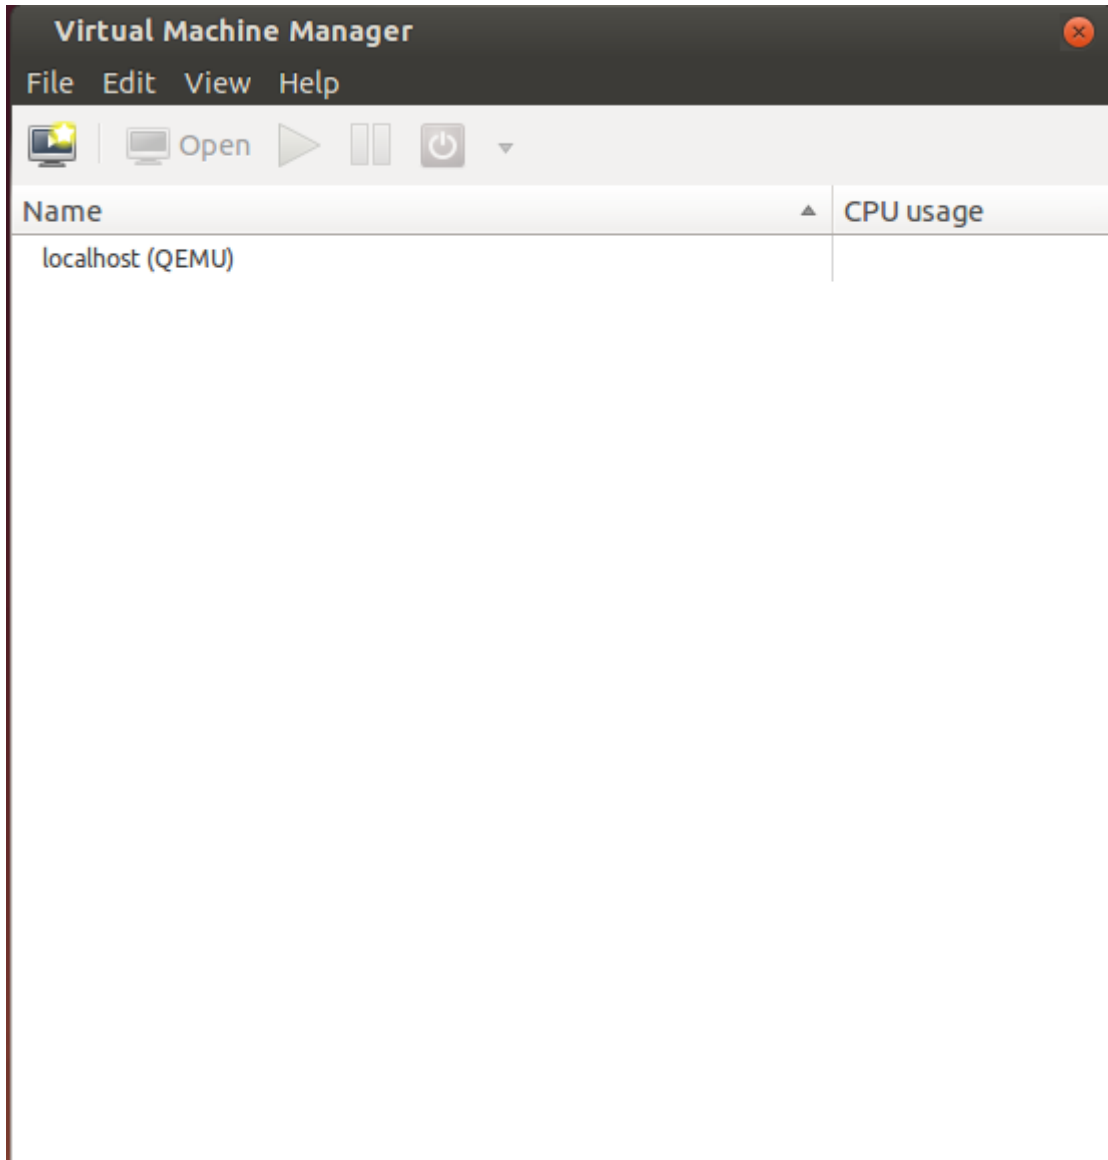 Virtual Machine Manager
File Edit View Help
Open
Name CPU usage
localhost (QEMU)